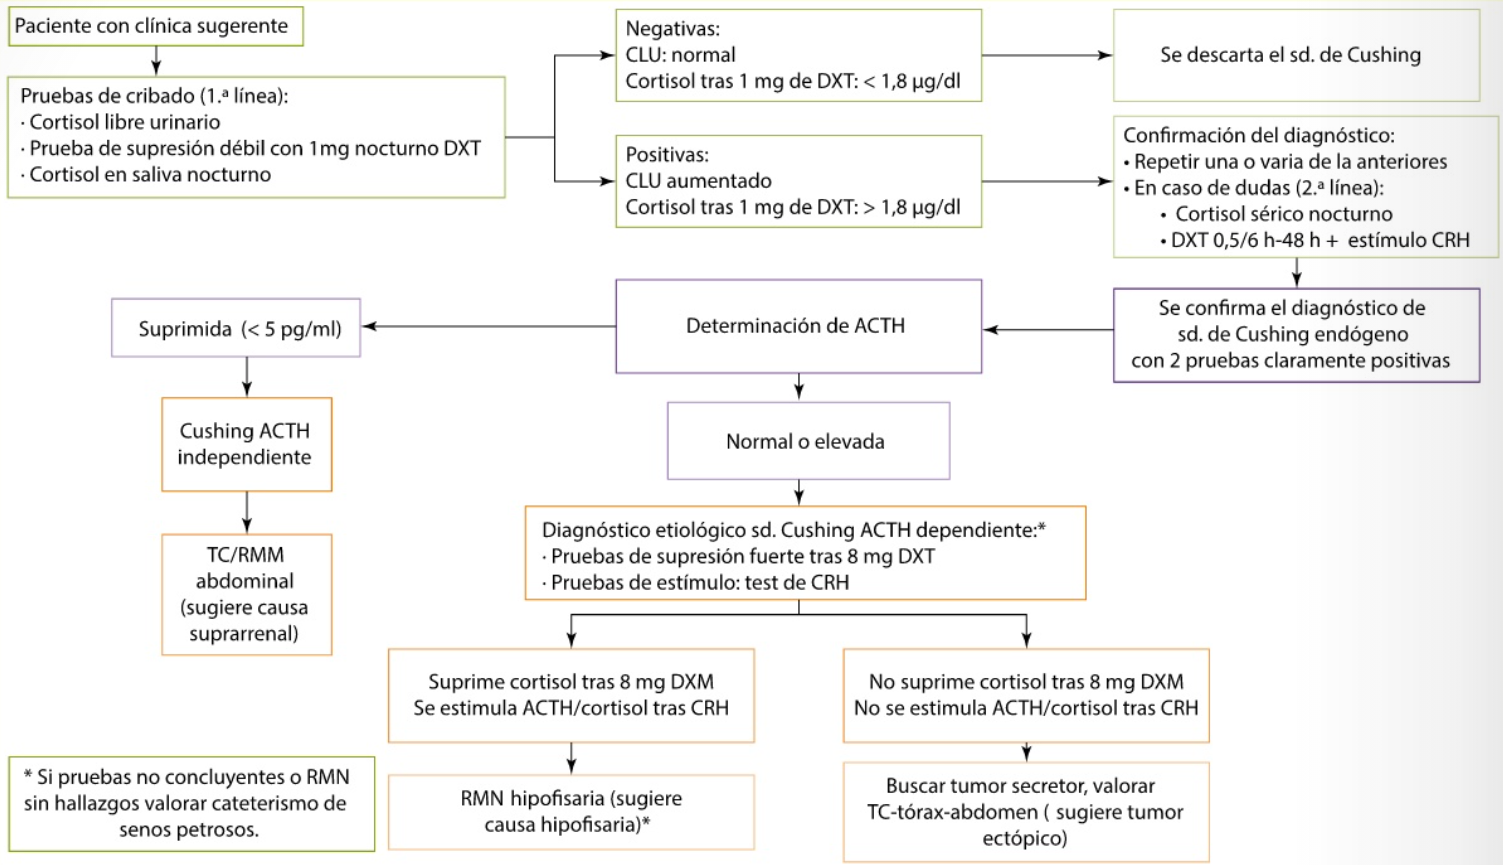 Paciente con clínica sugerente
Pruebas de cribado (1.ª línea):
· Cortisol libre urinario
· Prueba de supresión débil con 1mg nocturno DXT
· Cortisol en saliva nocturno
Negativas:
CLU: normal
Cortisol tras 1 mg de DXT: < 1,8 µg/dl
Se descarta el sd. de Cushing
Positivas:
CLU aumentado
Cortisol tras 1 mg de DXT: > 1,8 µg/dl
Confirmación del diagnóstico:
• Repetir una o varia de la anteriores
• En caso de dudas (2.ª línea):
• Cortisol sérico nocturno
• DXT 0,5/6 h-48 h + estímulo CRH
Se confirma el diagnóstico de
sd. de Cushing endógeno
con 2 pruebas claramente positivas
Determinación de ACTH
Suprimida (< 5 pg/ml)
Cushing ACTH
independiente
TC/RMM
abdominal
(sugiere causa
suprarrenal)
Normal o elevada
Diagnóstico etiológico sd. Cushing ACTH dependiente:*
· Pruebas de supresión fuerte tras 8 mg DXT
· Pruebas de estímulo: test de CRH
Suprime cortisol tras 8 mg DXM
Se estimula ACTH/cortisol tras CRH
RMN hipofisaria (sugiere
causa hipofisaria)*
No suprime cortisol tras 8 mg DXM
No se estimula ACTH/cortisol tras CRH
Buscar tumor secretor, valorar
TC-tórax-abdomen ( sugiere tumor
ectópico)
* Si pruebas no concluyentes o RMN
sin hallazgos valorar cateterismo de
senos petrosos.